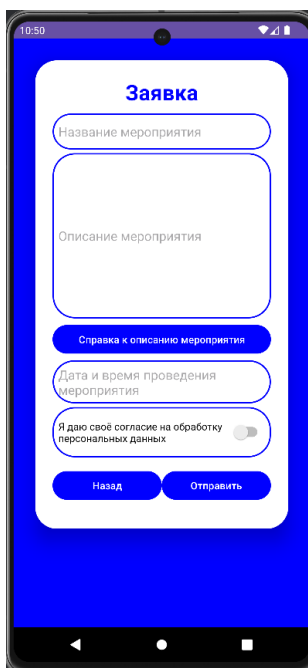 10:50
Заявка
Название мероприятия
Описание мероприятия
Справка к описанию мероприятия
Дата и время проведения
мероприятия
Я даю своё согласие на обработку
персональных данных
Назад
Отправить